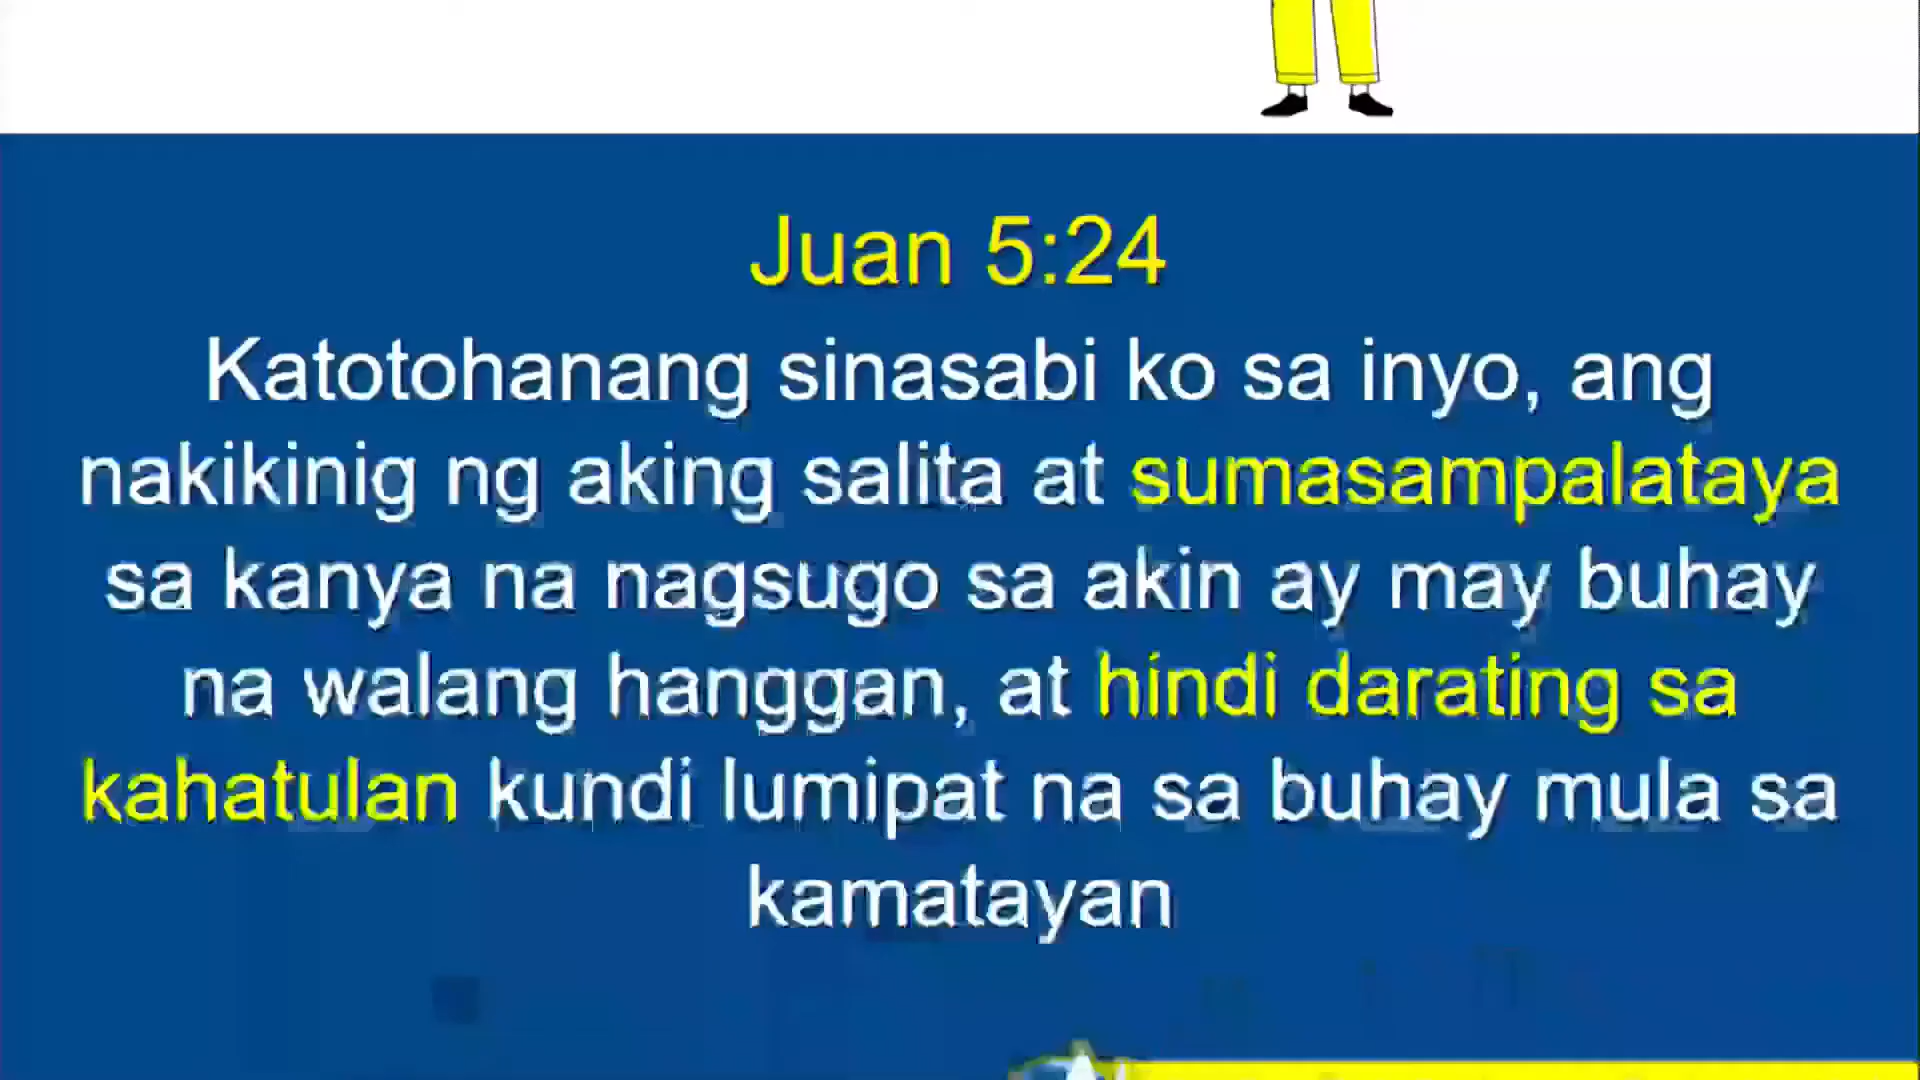 Juan 5:24
Katotohanang sinasabi ko sa inyo, ang
nakikinig ng aking salita at sumasampalataya
sa kanya na nagsugo sa akin ay may buhay
na walang hanggan, at hindi darating sa
kahatulan kundi lumipat na sa buhay mula sa
kamatayan